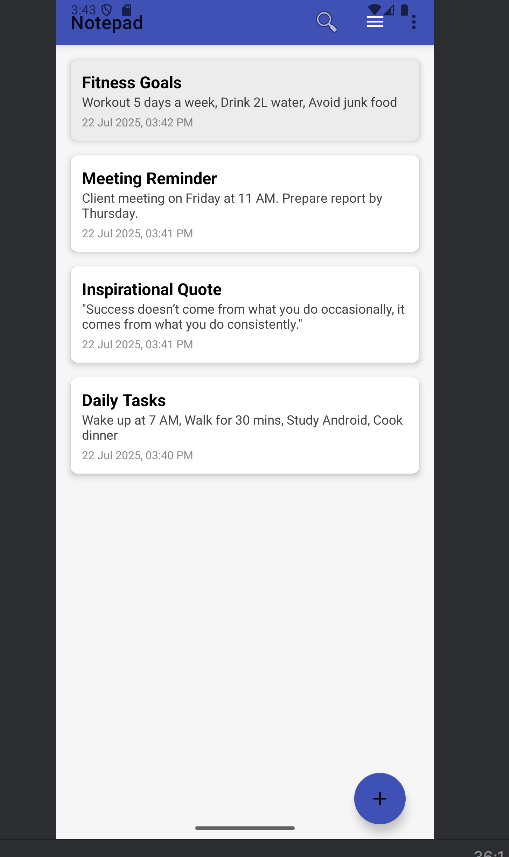 3:43
Notepad
Fitness Goals
Workout 5 days a week, Drink 2L water, Avoid junk food
22 Jul 2025, 03:42 PM
Meeting Reminder
Client meeting on Friday at 11 AM. Prepare report by
Thursday.
22 Jul 2025, 03:41 PM
Inspirational Quote
"Success doesn’t come from what you do occasionally, it
comes from what you do consistently."
22 Jul 2025, 03:41 PM
Daily Tasks
Wake up at 7 AM, Walk for 30 mins, Study Android, Cook
dinner
22 Jul 2025, 03:40 PM
+